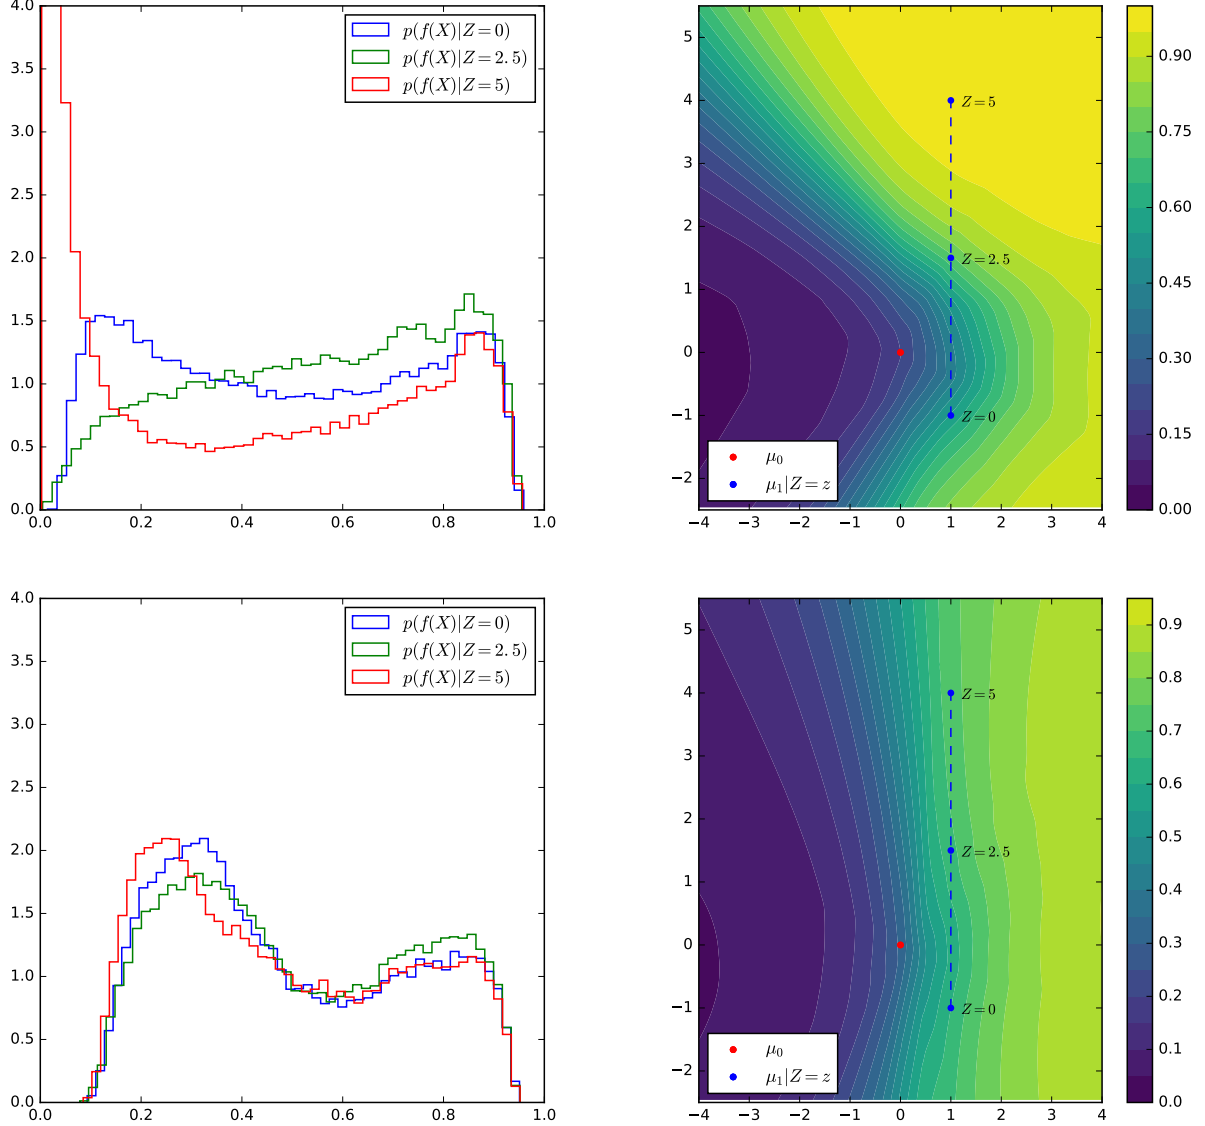 4.0
3.5
3.0
2.5
2.0
1.5
1.0
0.5
0.0
0.0 0.2 0.4 0.6 0.8 1.0
p(f(X)|Z=0)
p(f(X)|Z=2.5)
p(f(X)|Z=5)
5
4
3
2
1
0
−1
−2
−4 −3 −2 −1 0 1 2 3 4
Z=5
Z=2.5
Z=0
μ₀
μ₁|Z=z
0.90
0.75
0.60
0.45
0.30
0.15
0.00
4.0
3.5
3.0
2.5
2.0
1.5
1.0
0.5
0.0
0.0 0.2 0.4 0.6 0.8 1.0
p(f(X)|Z=0)
p(f(X)|Z=2.5)
p(f(X)|Z=5)
5
4
3
2
1
0
−1
−2
−4 −3 −2 −1 0 1 2 3 4
Z=5
Z=2.5
Z=0
μ₀
μ₁|Z=z
0.9
0.8
0.7
0.6
0.5
0.4
0.3
0.2
0.1
0.0